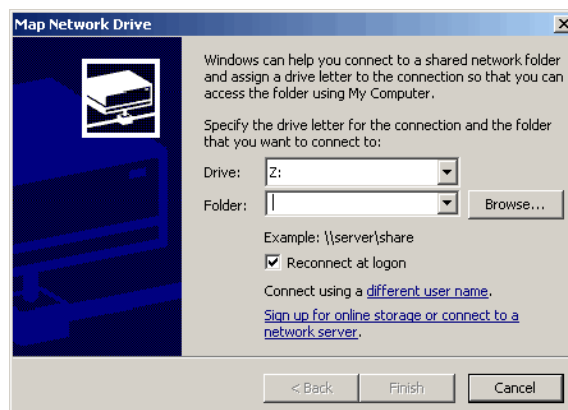 Map Network Drive
Windows can help you connect to a shared network folder
and assign a drive letter to the connection so that you can
access the folder using My Computer.
Specify the drive letter for the connection and the folder
that you want to connect to:
Drive: Z:
Folder: Browse...
Example: \\server\share
Reconnect at logon
Connect using a different user name.
Sign up for online storage or connect to a
network server.
< Back Finish Cancel